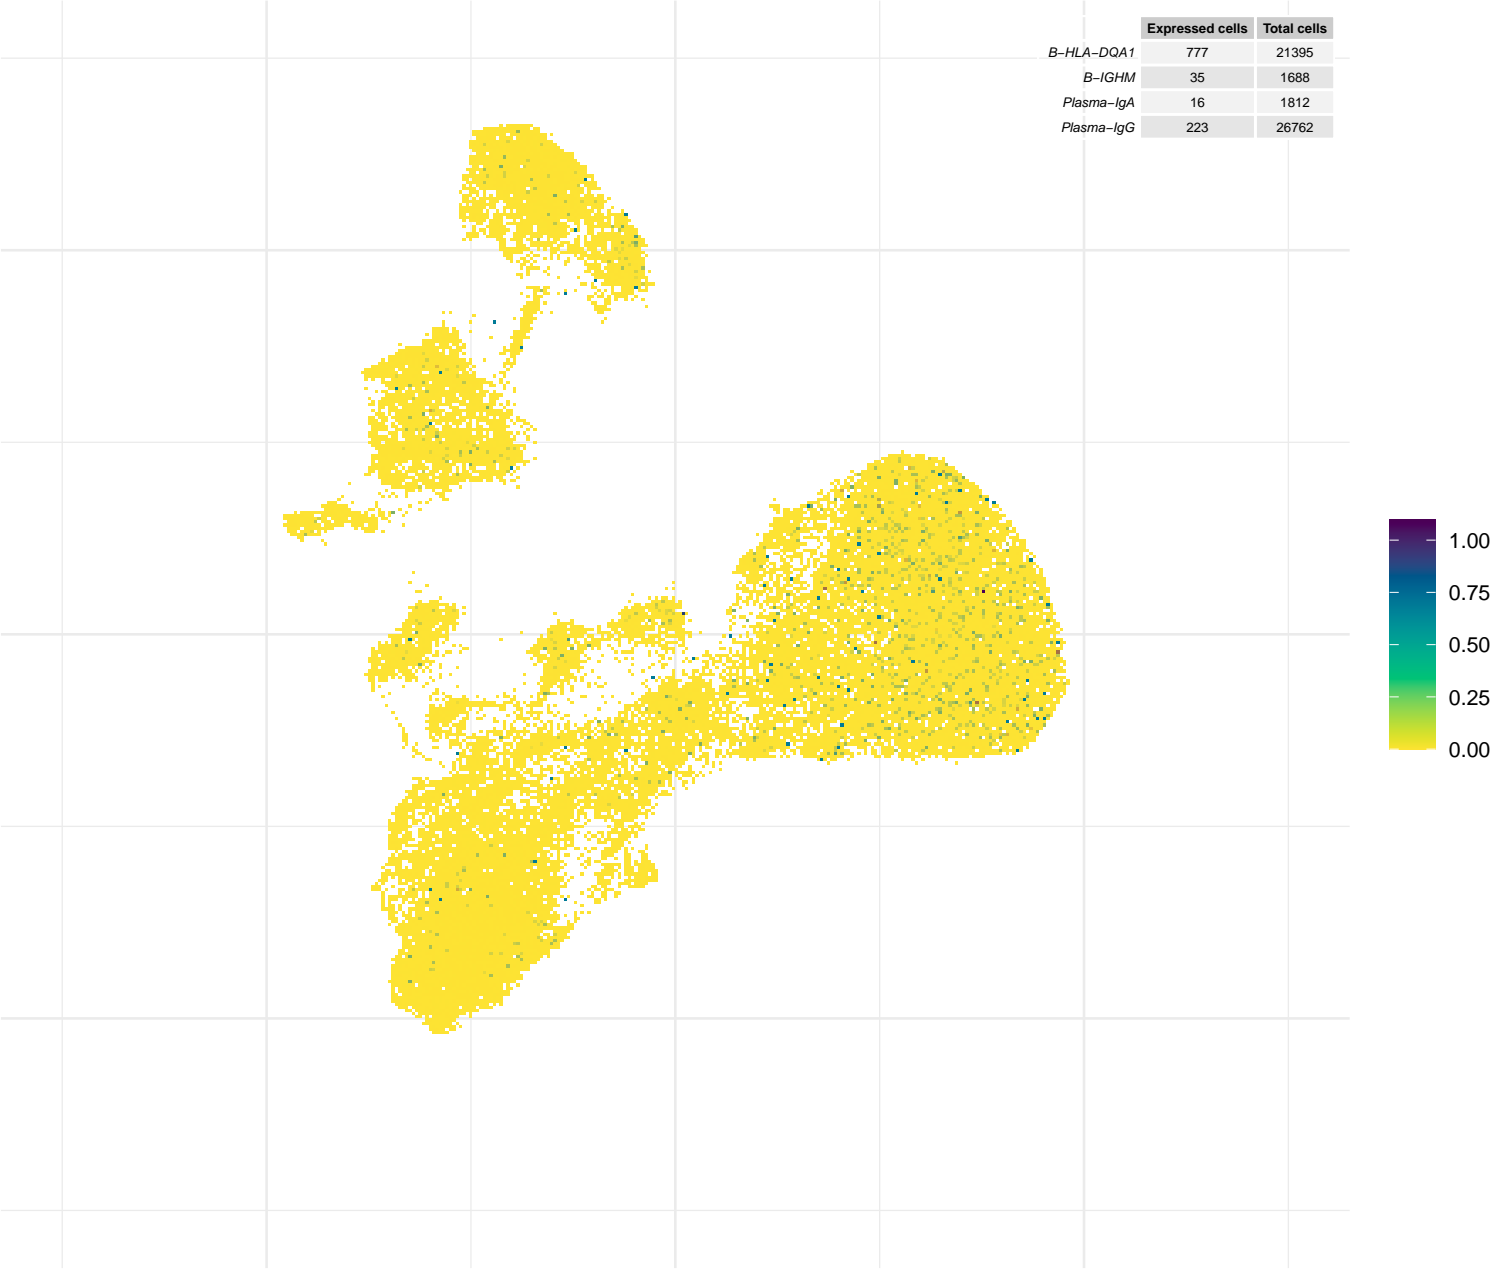 Expressed cells Total cells
B−HLA−DQA1 777 21395
B−IGHM 35 1688
Plasma−IgA 16 1812
Plasma−IgG 223 26762
1.00
0.75
0.50
0.25
0.00